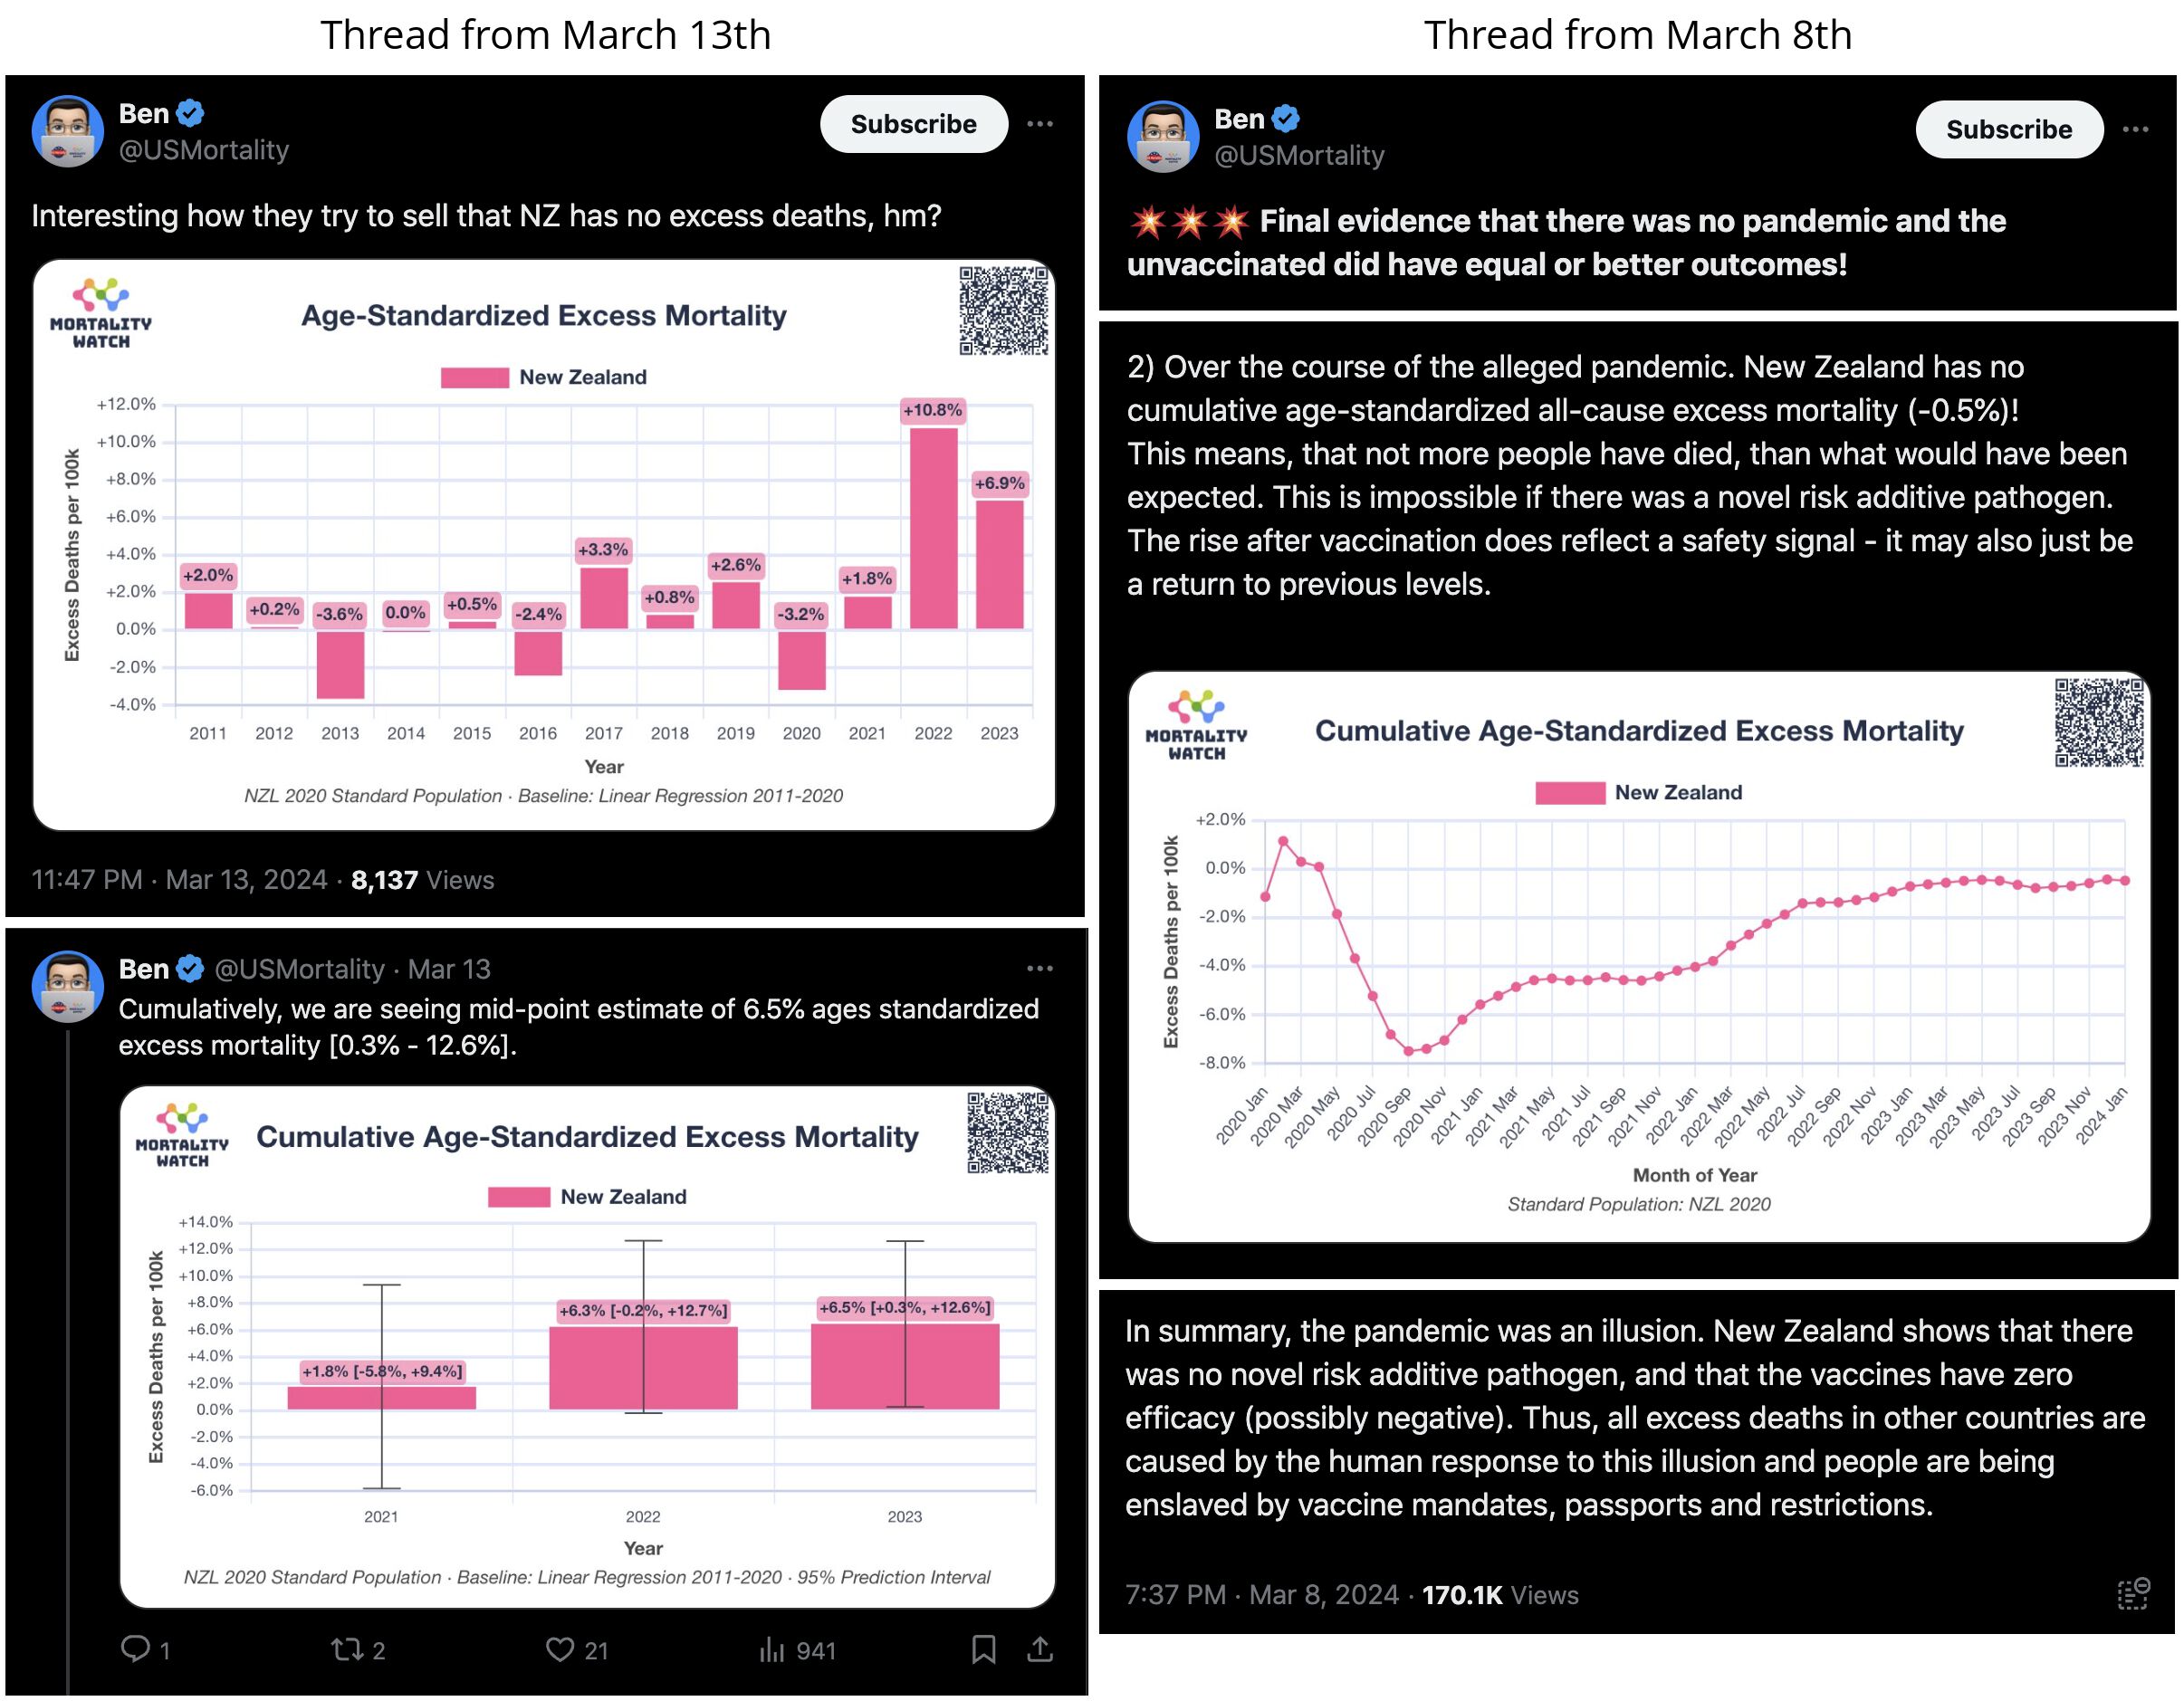 Thread from March 13th
Ben
@USMortality
Subscribe
Interesting how they try to sell that NZ has no excess deaths, hm?
MORTALITY
WATCH
Age-Standardized Excess Mortality
New Zealand
Excess Deaths per 100k
+12.0%
+10.0%
+8.0%
+6.0%
+4.0%
+2.0%
0.0%
-2.0%
-4.0%
+2.0%
+0.2%
-3.6%
0.0%
+0.5%
-2.4%
+3.3%
+0.8%
+2.6%
-3.2%
+1.8%
+10.8%
+6.9%
2011 2012 2013 2014 2015 2016 2017 2018 2019 2020 2021 2022 2023
Year
NZL 2020 Standard Population · Baseline: Linear Regression 2011-2020
11:47 PM · Mar 13, 2024 · 8,137 Views
Ben @USMortality · Mar 13
Cumulatively, we are seeing mid-point estimate of 6.5% ages standardized
excess mortality [0.3% - 12.6%].
MORTALITY
WATCH
Cumulative Age-Standardized Excess Mortality
New Zealand
Excess Deaths per 100k
+14.0%
+12.0%
+10.0%
+8.0%
+6.0%
+4.0%
+2.0%
0.0%
-2.0%
-4.0%
-6.0%
+1.8% [-5.8%, +9.4%]
+6.3% [-0.2%, +12.7%]
+6.5% [+0.3%, +12.6%]
2021 2022 2023
Year
NZL 2020 Standard Population · Baseline: Linear Regression 2011-2020 · 95% Prediction Interval
1 2 21 941
Thread from March 8th
Ben
@USMortality
Subscribe
💥💥💥 Final evidence that there was no pandemic and the
unvaccinated did have equal or better outcomes!
2) Over the course of the alleged pandemic. New Zealand has no
cumulative age-standardized all-cause excess mortality (-0.5%)!
This means, that not more people have died, than what would have been
expected. This is impossible if there was a novel risk additive pathogen.
The rise after vaccination does reflect a safety signal - it may also just be
a return to previous levels.
MORTALITY
WATCH
Cumulative Age-Standardized Excess Mortality
New Zealand
Excess Deaths per 100k
+2.0%
0.0%
-2.0%
-4.0%
-6.0%
-8.0%
2020 Jan
2020 Mar
2020 May
2020 Jul
2020 Sep
2020 Nov
2021 Jan
2021 Mar
2021 May
2021 Jul
2021 Sep
2021 Nov
2022 Jan
2022 Mar
2022 May
2022 Jul
2022 Sep
2022 Nov
2023 Jan
2023 Mar
2023 May
2023 Jul
2023 Sep
2023 Nov
2024 Jan
Month of Year
Standard Population: NZL 2020
In summary, the pandemic was an illusion. New Zealand shows that there
was no novel risk additive pathogen, and that the vaccines have zero
efficacy (possibly negative). Thus, all excess deaths in other countries are
caused by the human response to this illusion and people are being
enslaved by vaccine mandates, passports and restrictions.
7:37 PM · Mar 8, 2024 · 170.1K Views